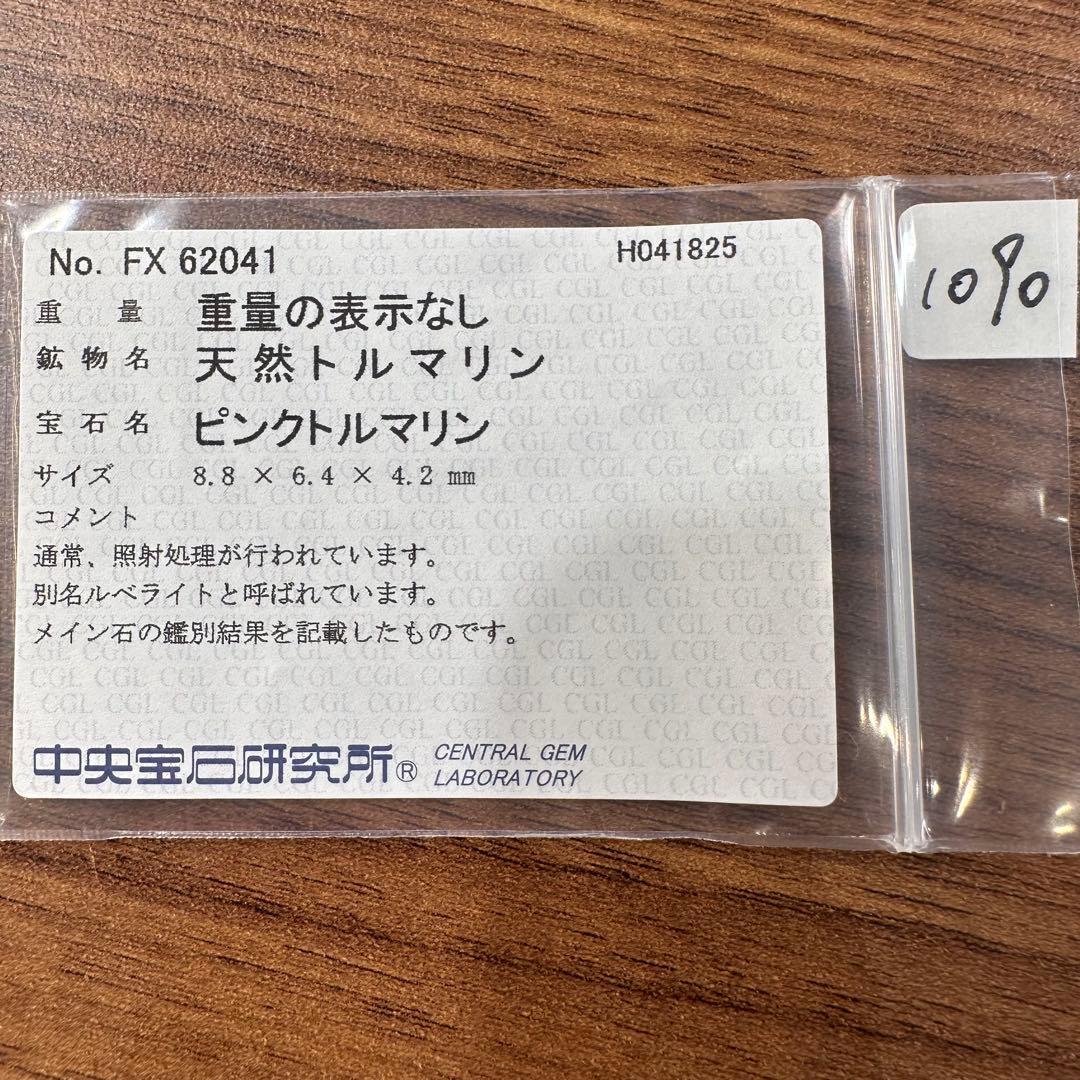 No. FX 62041
H041825
重量 重量の表示なし
鉱物名 天然トルマリン
宝石名 ピンクトルマリン
サイズ 8.8 × 6.4 × 4.2 mm
コメント
通常、照射処理が行われています。
別名ルベライトと呼ばれています。
メイン石の鑑別結果を記載したものです。
中央宝石研究所® CENTRAL GEM
LABORATORY
1090